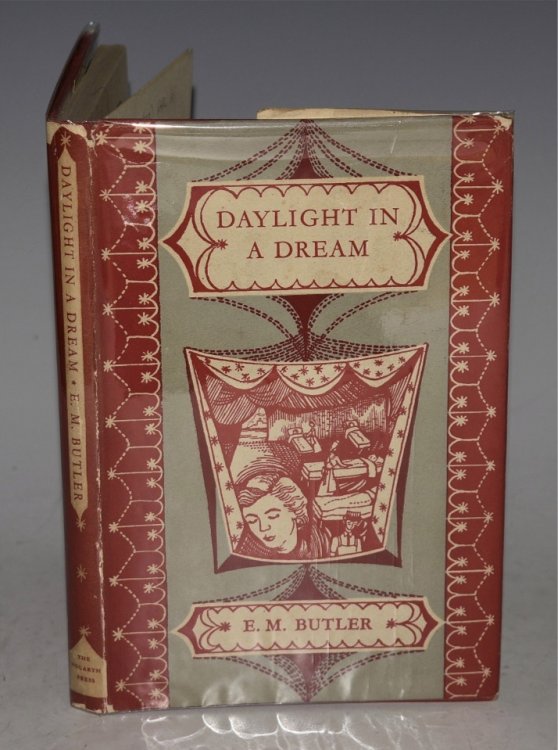 DAYLIGHT IN
A DREAM
E. M. BUTLER
DAYLIGHT IN A DREAM • E. M. BUTLER
THE
HOGARTH
PRESS